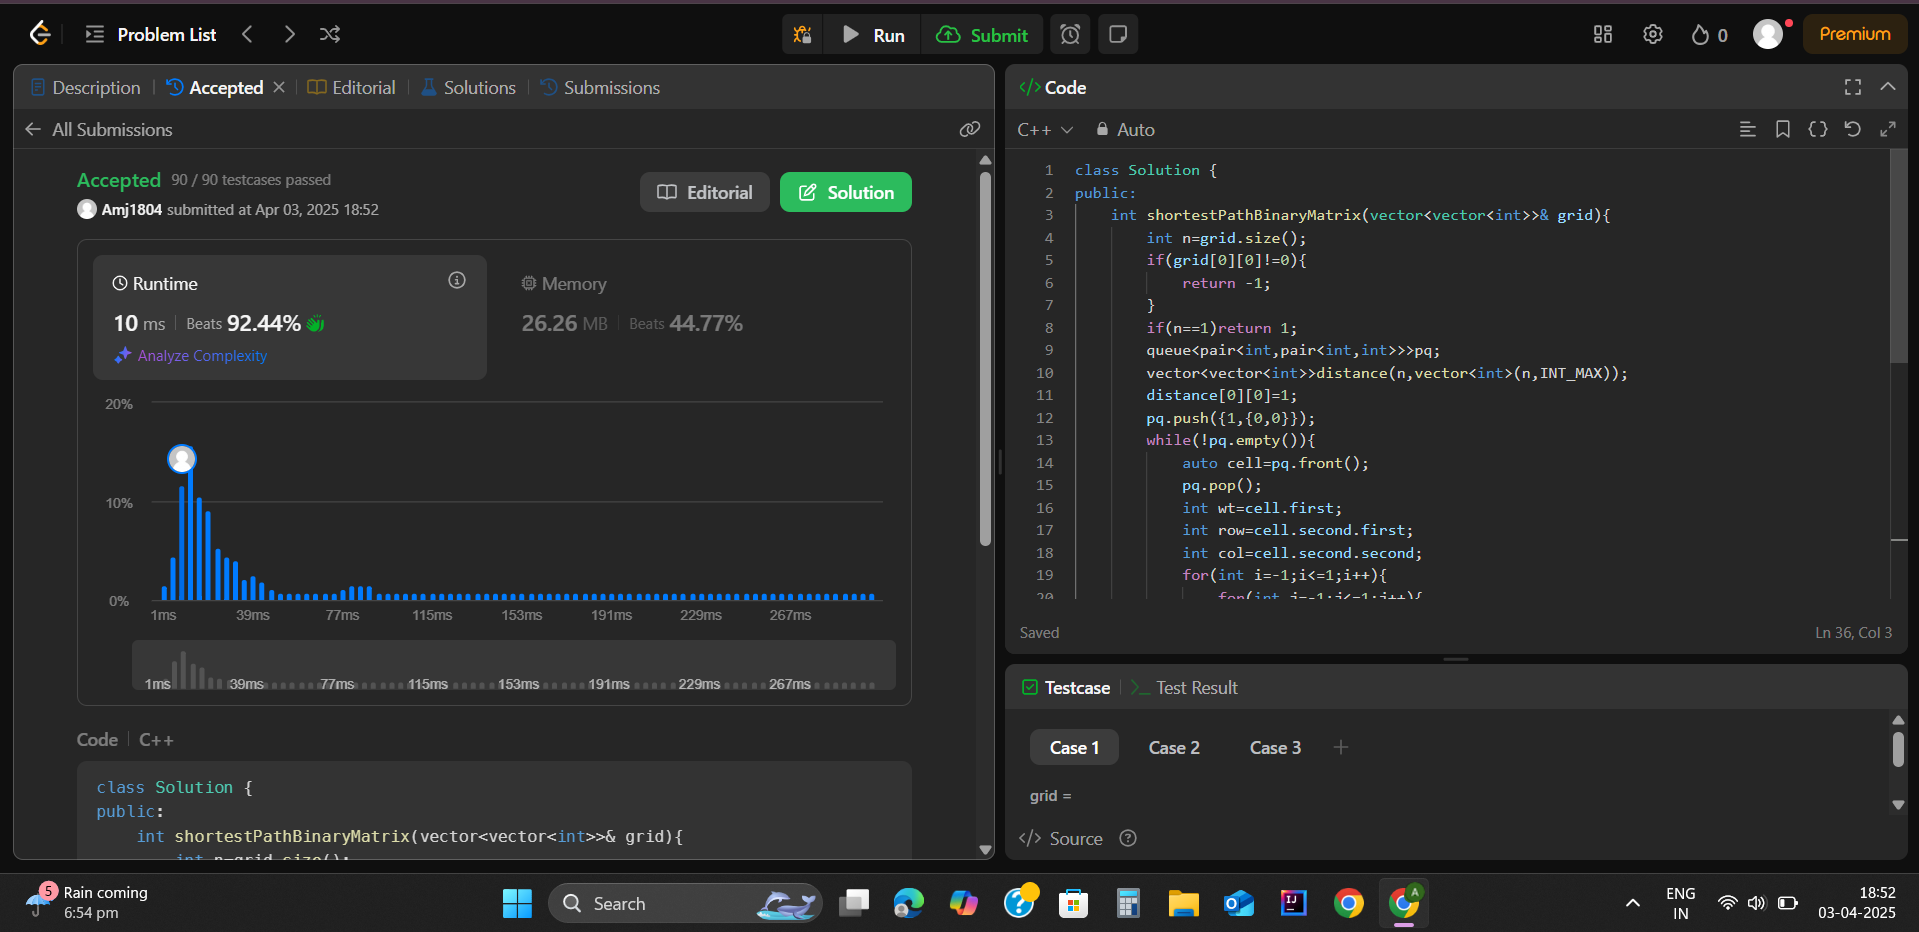 Problem List
Run
Submit
0
Premium
Description
Accepted
Editorial
Solutions
Submissions
All Submissions
Accepted 90 / 90 testcases passed
Amj1804 submitted at Apr 03, 2025 18:52
Editorial
Solution
Runtime
10 ms Beats 92.44%
Analyze Complexity
Memory
26.26 MB Beats 44.77%
20%
10%
0%
1ms 39ms 77ms 115ms 153ms 191ms 229ms 267ms
1ms 39ms 77ms 115ms 153ms 191ms 229ms 267ms
Code C++
class Solution {
public:
int shortestPathBinaryMatrix(vector<vector<int>>& grid){
int n=grid.size();
</> Code
C++ Auto
1 class Solution {
2 public:
3 int shortestPathBinaryMatrix(vector<vector<int>>& grid){
4 int n=grid.size();
5 if(grid[0][0]!=0){
6 return -1;
7 }
8 if(n==1)return 1;
9 queue<pair<int,pair<int,int>>>pq;
10 vector<vector<int>>distance(n,vector<int>(n,INT_MAX));
11 distance[0][0]=1;
12 pq.push({1,{0,0}});
13 while(!pq.empty()){
14 auto cell=pq.front();
15 pq.pop();
16 int wt=cell.first;
17 int row=cell.second.first;
18 int col=cell.second.second;
19 for(int i=-1;i<=1;i++){
20 for(int j=-1;j<=1;j++){
Saved
Ln 36, Col 3
Testcase
Test Result
Case 1
Case 2
Case 3
grid =
</> Source
5
Rain coming
6:54 pm
Search
A
ENG
IN
18:52
03-04-2025